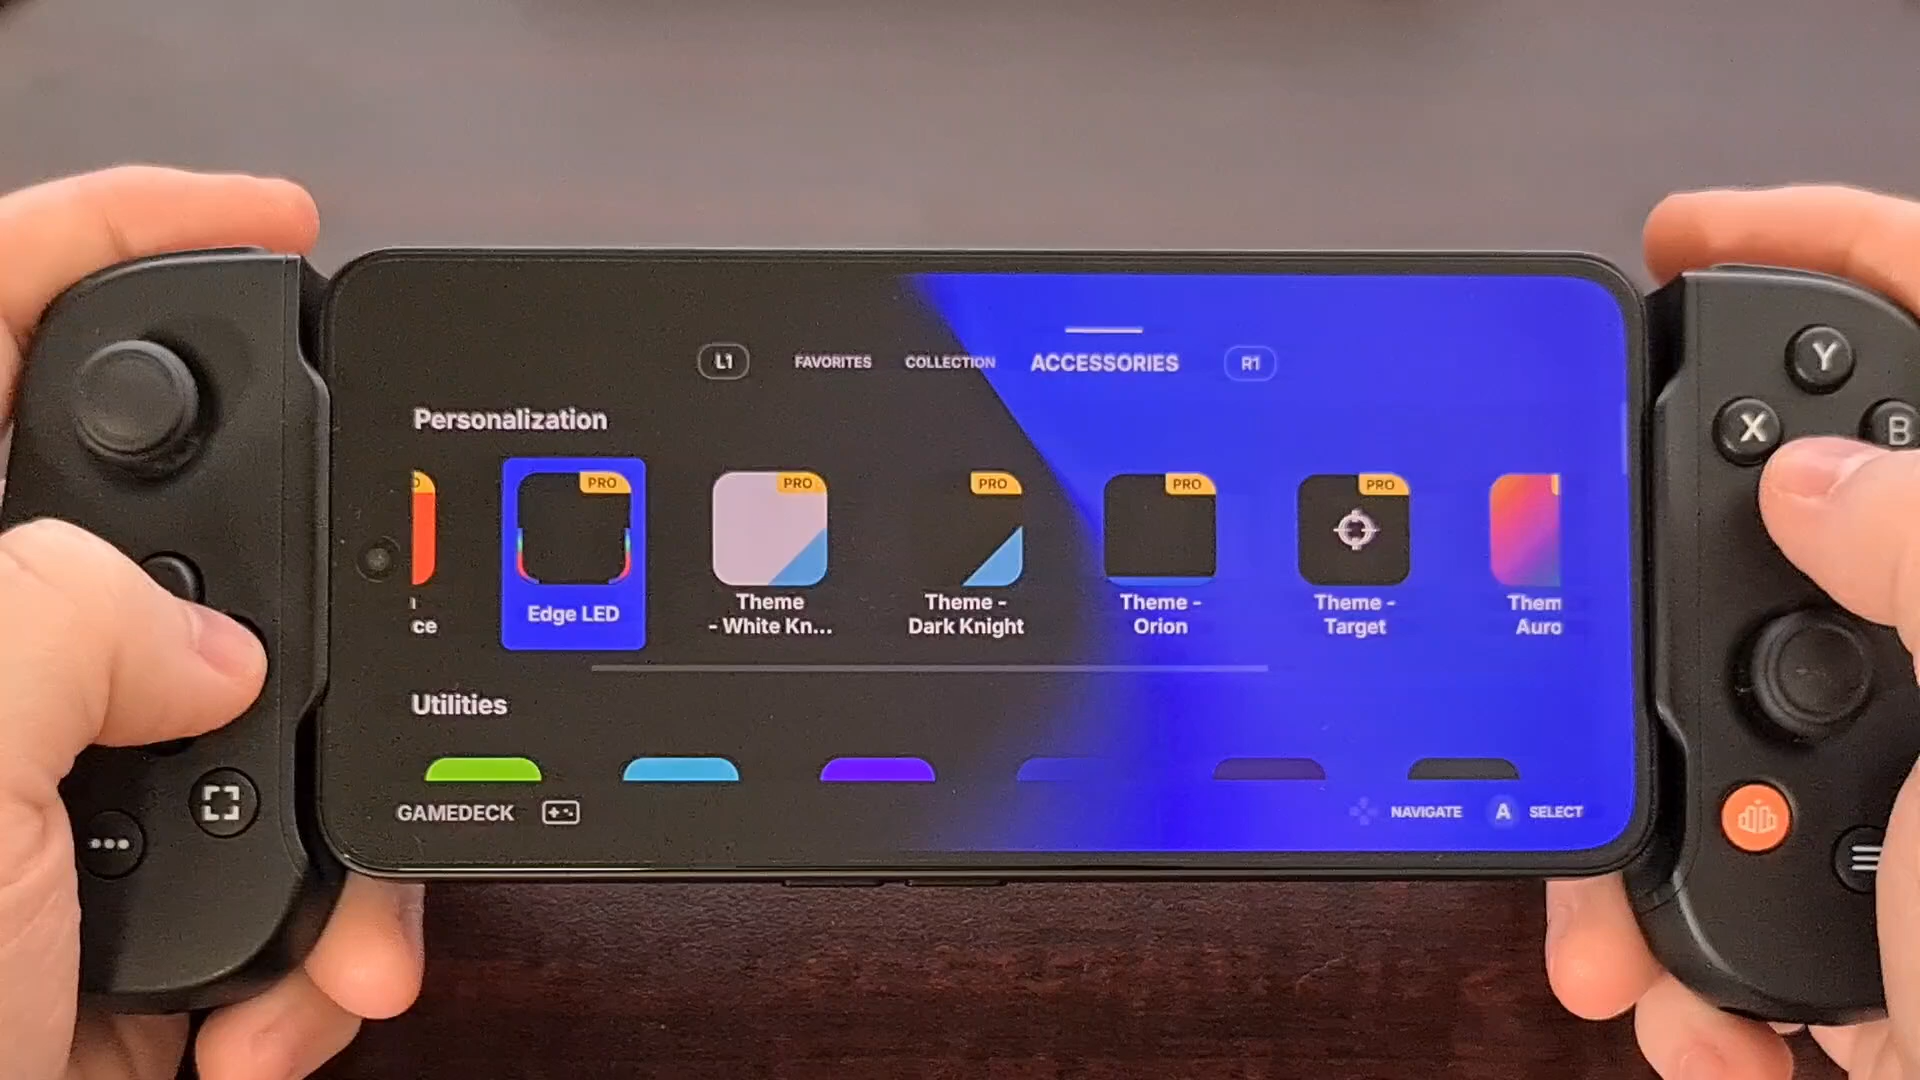 L1 FAVORITES COLLECTION ACCESSORIES R1
Personalization
PRO PRO PRO PRO PRO
ce
Edge LED
Theme
- White Kn...
Theme -
Dark Knight
Theme -
Orion
Theme -
Target
Them
Auro
Utilities
GAMEDECK
NAVIGATE A SELECT
Y
X
B